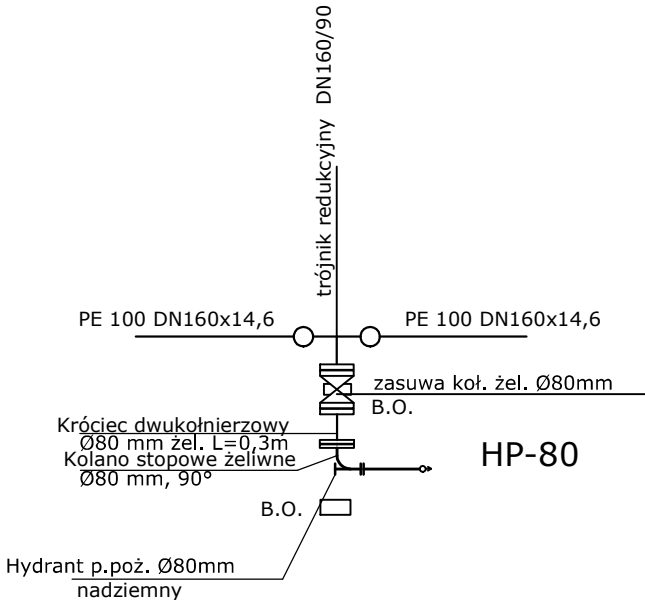 trójnik redukcyjny DN160/90
PE 100 DN160x14,6
PE 100 DN160x14,6
zasuwa koł. żel. Ø80mm
B.O.
Króciec dwukołnierzowy
Ø80 mm żel. L=0,3m
Kolano stopowe żeliwne
Ø80 mm, 90°
HP-80
B.O.
Hydrant p.poż. Ø80mm
nadziemny